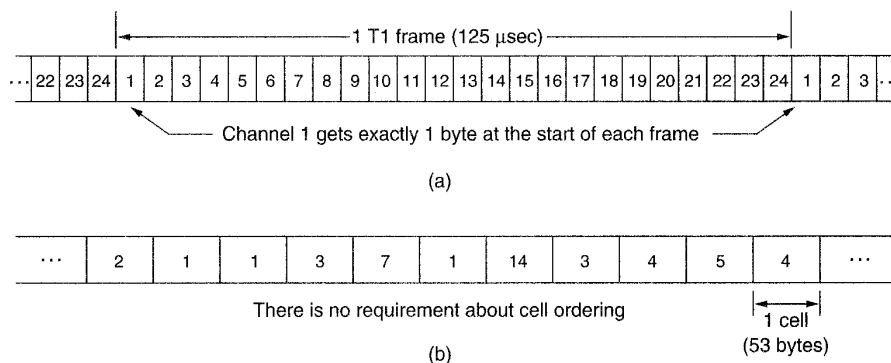 1 T1 frame (125 μsec)
··· 22 23 24 1 2 3 4 5 6 7 8 9 10 11 12 13 14 15 16 17 18 19 20 21 22 23 24 1 2 3 ···
Channel 1 gets exactly 1 byte at the start of each frame
(a)
··· 2 1 1 3 7 1 14 3 4 5 4 ···
There is no requirement about cell ordering
1 cell
(53 bytes)
(b)